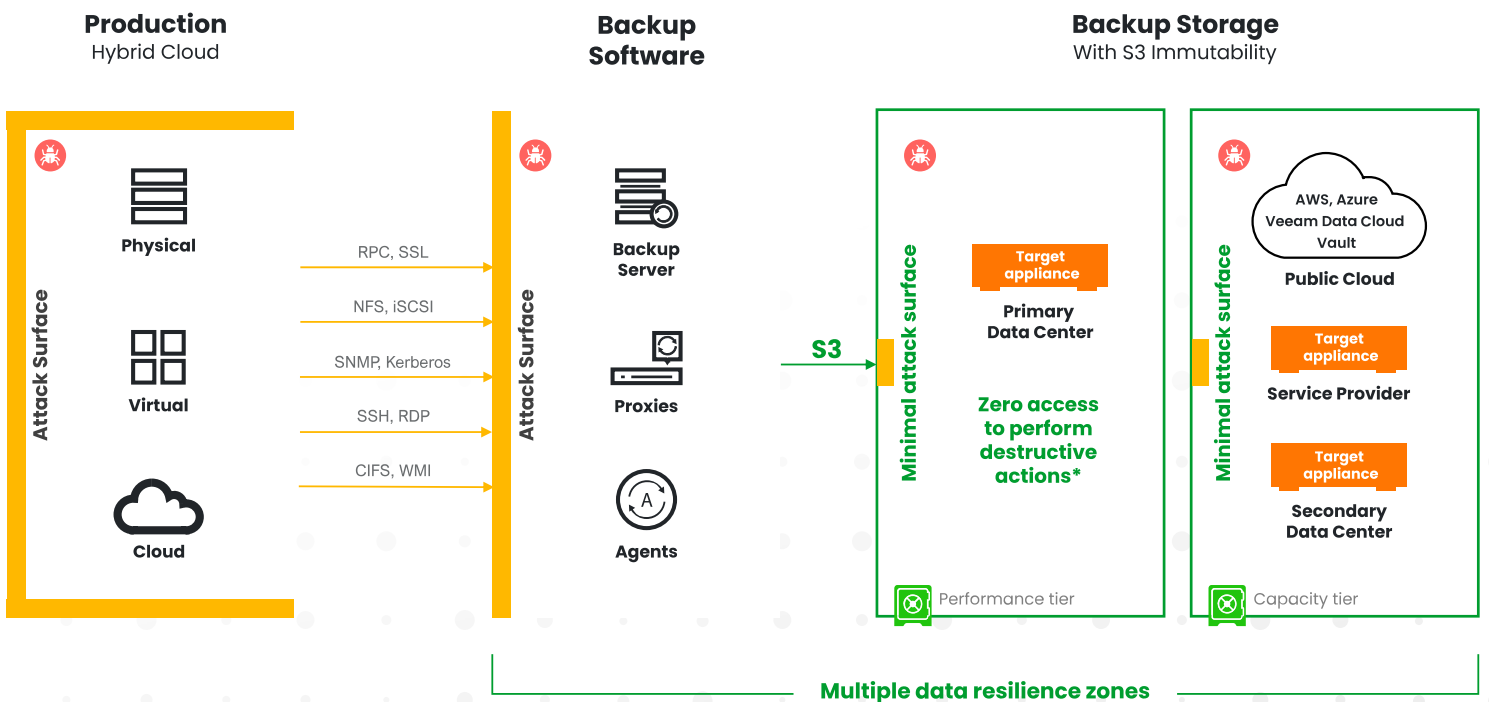 Production
Hybrid Cloud
Backup
Software
Backup Storage
With S3 Immutability
Attack Surface
Physical
Virtual
Cloud
RPC, SSL
NFS, iSCSI
SNMP, Kerberos
SSH, RDP
CIFS, WMI
Attack Surface
Backup
Server
Proxies
A
Agents
S3
Minimal attack surface
Target
appliance
Primary
Data Center
Zero access
to perform
destructive
actions*
Performance tier
Minimal attack surface
AWS, Azure
Veeam Data Cloud
Vault
Public Cloud
Target
appliance
Service Provider
Target
appliance
Secondary
Data Center
Capacity tier
Multiple data resilience zones